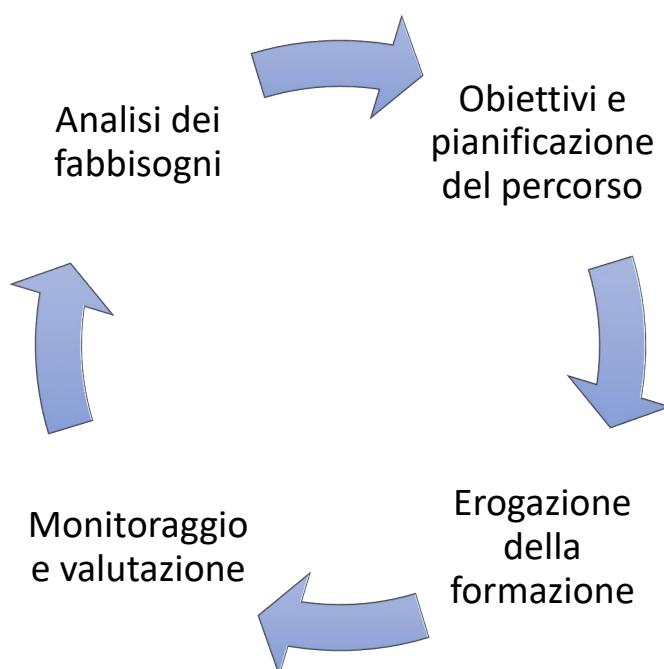 Analisi dei
fabbisogni
Obiettivi e
pianificazione
del percorso
Erogazione
della
formazione
Monitoraggio
e valutazione